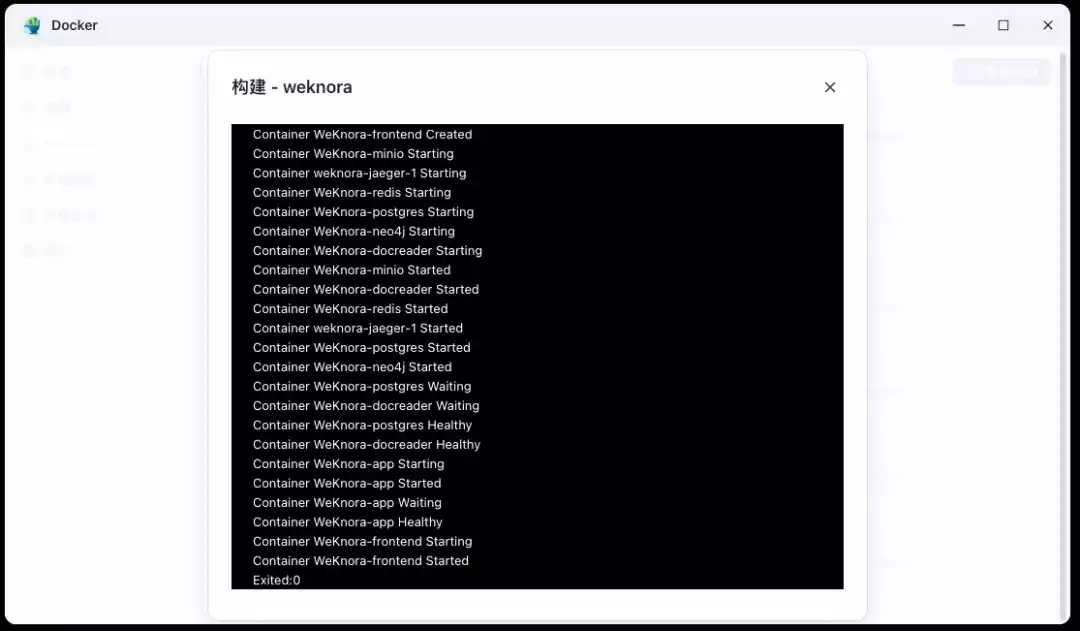 Docker
构建 - weknora
Container WeKnora-frontend Created
Container WeKnora-minio Starting
Container weknora-jaeger-1 Starting
Container WeKnora-redis Starting
Container WeKnora-postgres Starting
Container WeKnora-neo4j Starting
Container WeKnora-docreader Starting
Container WeKnora-minio Started
Container WeKnora-docreader Started
Container WeKnora-redis Started
Container weknora-jaeger-1 Started
Container WeKnora-postgres Started
Container WeKnora-neo4j Started
Container WeKnora-postgres Waiting
Container WeKnora-docreader Waiting
Container WeKnora-postgres Healthy
Container WeKnora-docreader Healthy
Container WeKnora-app Starting
Container WeKnora-app Started
Container WeKnora-app Waiting
Container WeKnora-app Healthy
Container WeKnora-frontend Starting
Container WeKnora-frontend Started
Exited:0